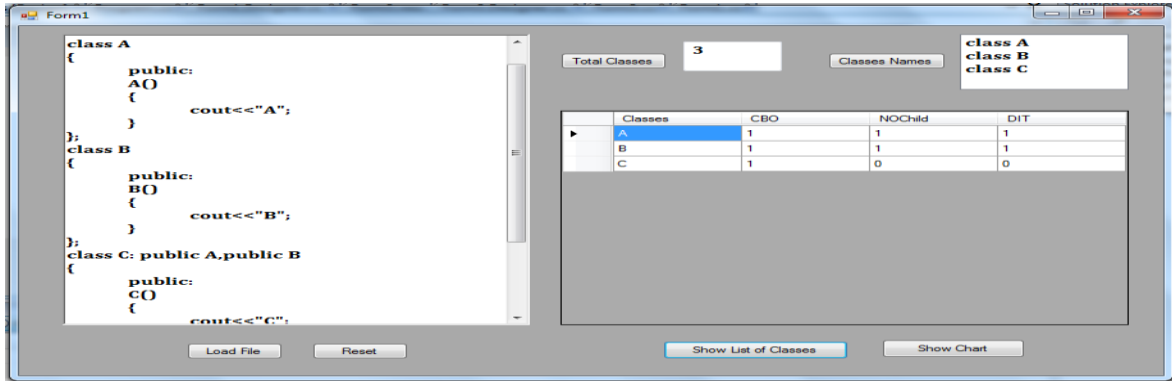 Form1
class A
{
public:
A()
{
cout<<"A";
}
};
class B
{
public:
B()
{
cout<<"B";
}
};
class C: public A,public B
{
public:
C()
{
cout<<"C";
Load File
Reset
Total Classes
3
Classes Names
class A
class B
class C
Classes CBO NOChild DIT
A 1 1 1
B 1 1 1
C 1 0 0
Show List of Classes
Show Chart